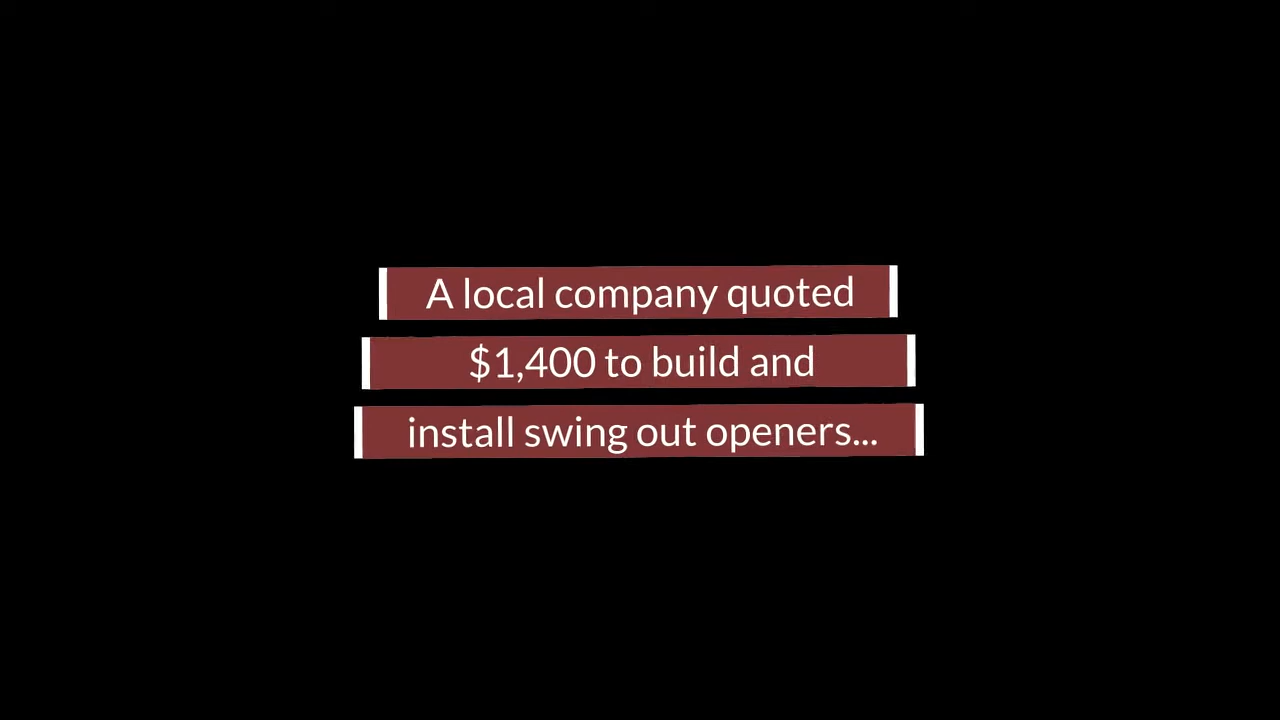 A local company quoted
$1,400 to build and
install swing out openers...